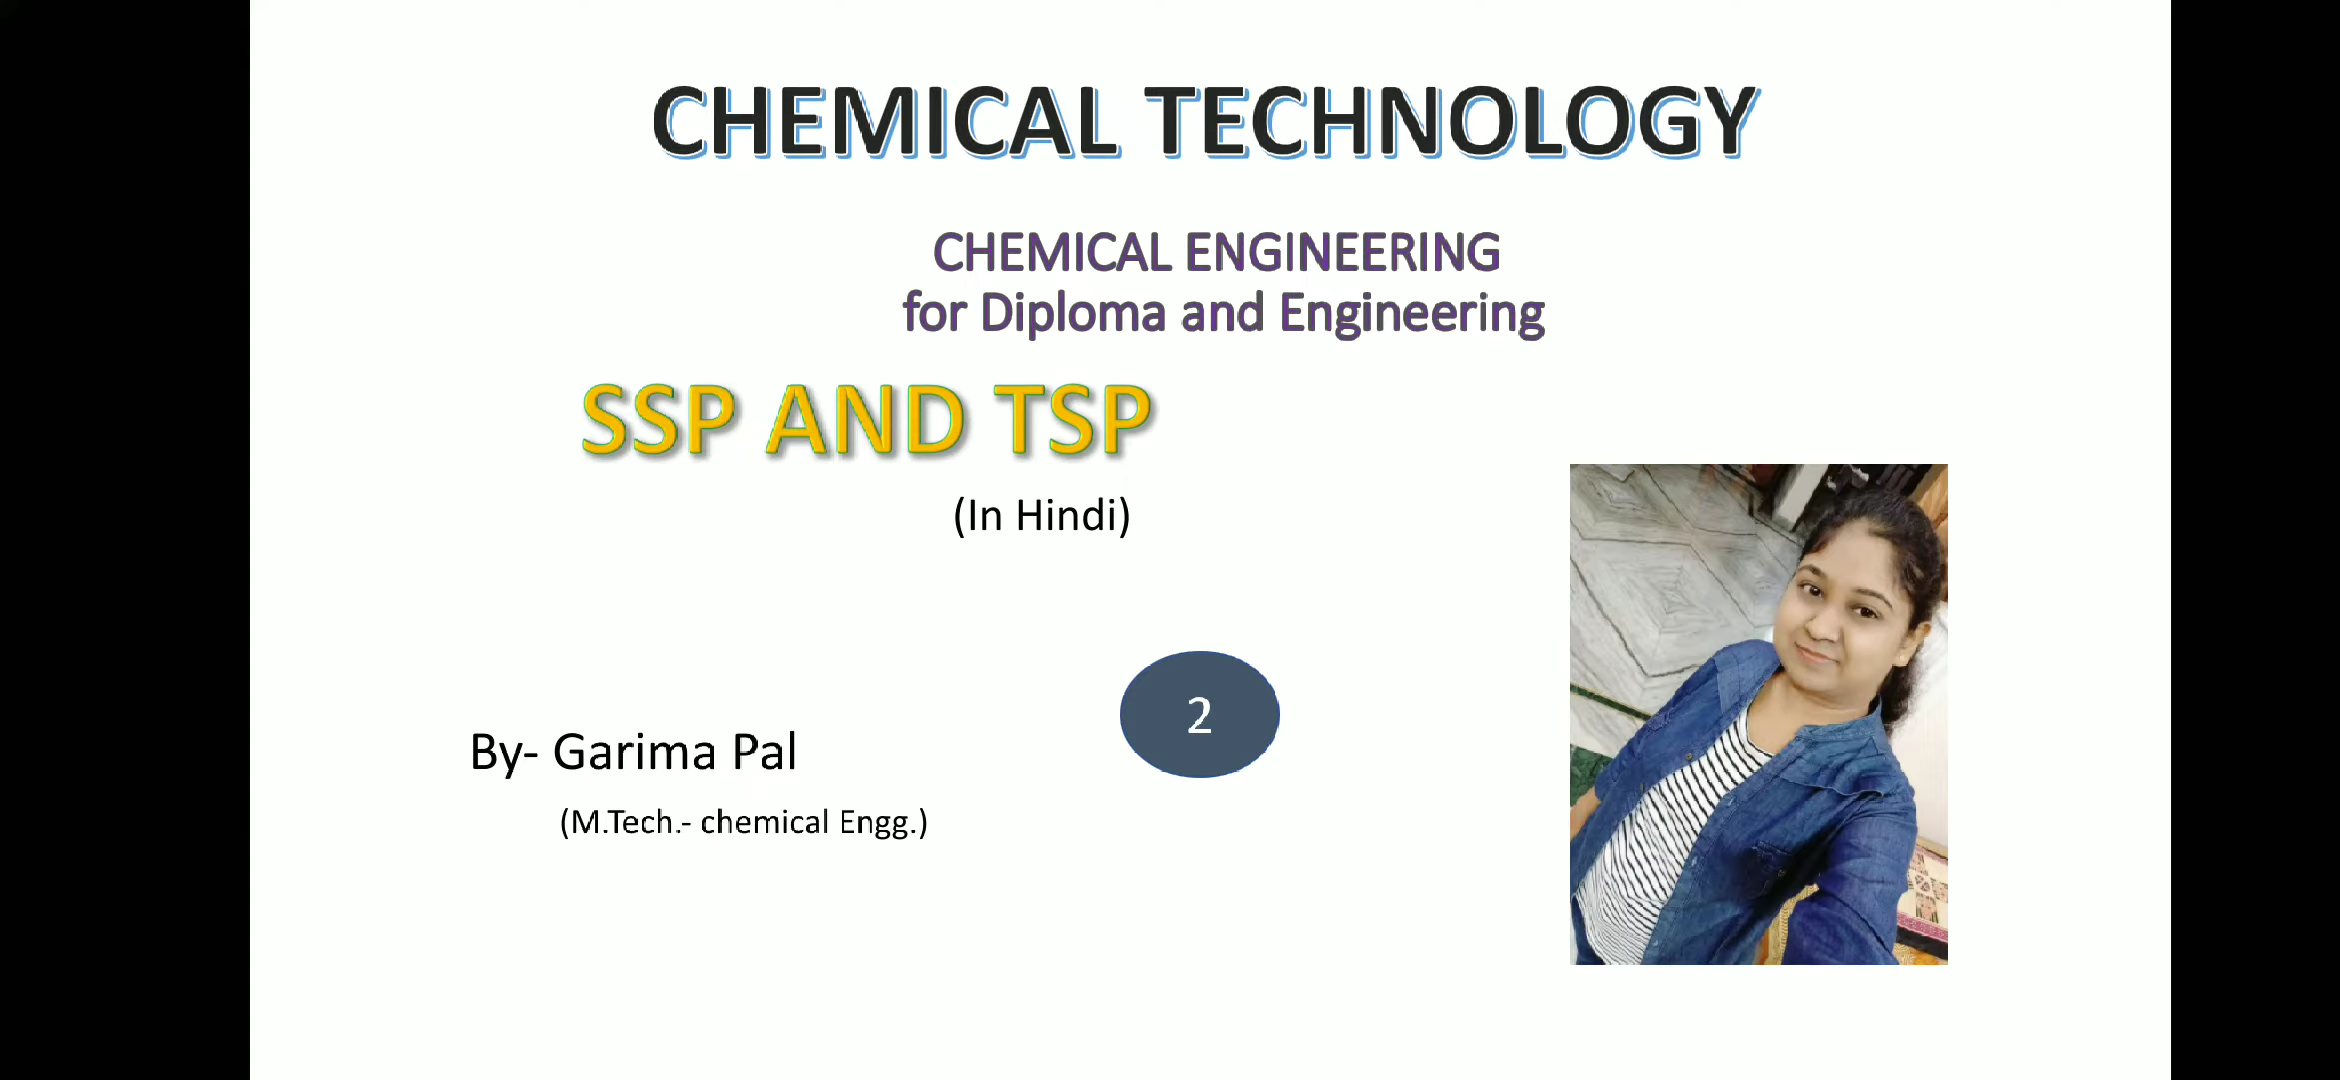 CHEMICAL TECHNOLOGY
CHEMICAL ENGINEERING
for Diploma and Engineering
SSP AND TSP
(In Hindi)
2
By- Garima Pal
(M.Tech.- chemical Engg.)